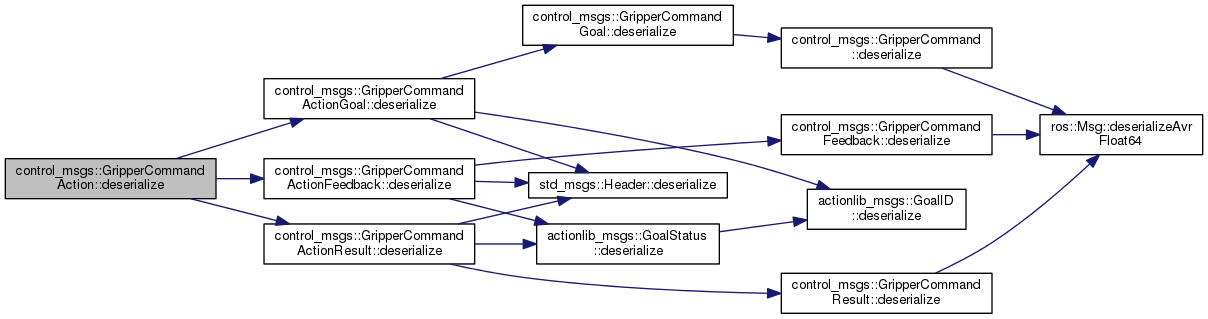 control_msgs::GripperCommand
Action::deserialize
control_msgs::GripperCommand
ActionGoal::deserialize
control_msgs::GripperCommand
ActionFeedback::deserialize
control_msgs::GripperCommand
ActionResult::deserialize
control_msgs::GripperCommand
Goal::deserialize
std_msgs::Header::deserialize
actionlib_msgs::GoalStatus
::deserialize
control_msgs::GripperCommand
::deserialize
control_msgs::GripperCommand
Feedback::deserialize
actionlib_msgs::GoalID
::deserialize
control_msgs::GripperCommand
Result::deserialize
ros::Msg::deserializeAvr
Float64